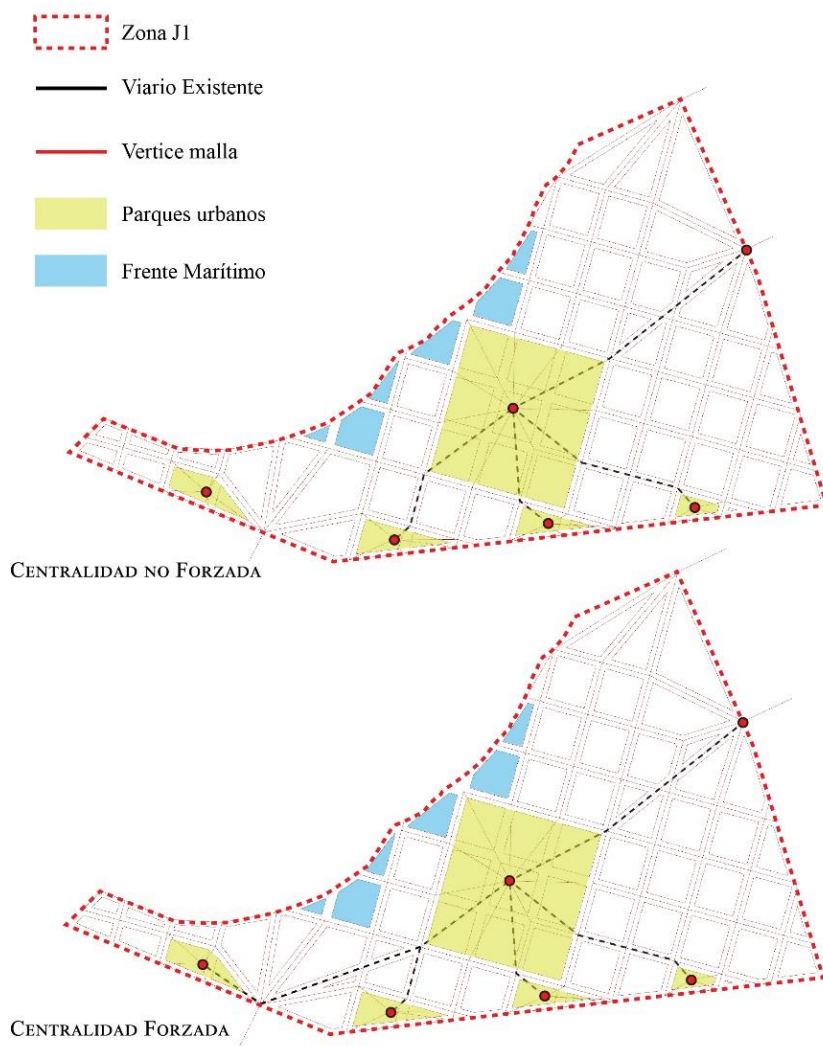 Zona J1
Viario Existente
Vertice malla
Parques urbanos
Frente Marítimo
Centralidad no Forzada
Centralidad Forzada